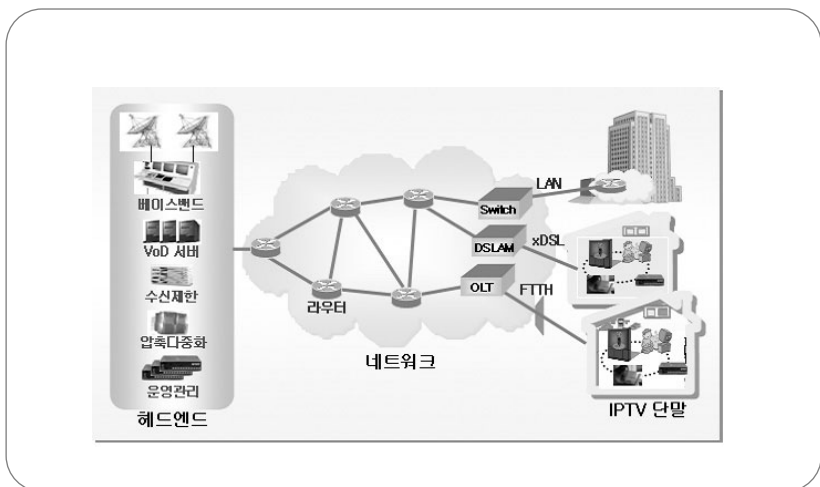 베이스밴드
VoD 서버
수신제한
압축다중화
운영관리
헤드엔드
라우터
네트워크
Switch
DSLAM
OLT
LAN
xDSL
FTTH
IPTV 단말